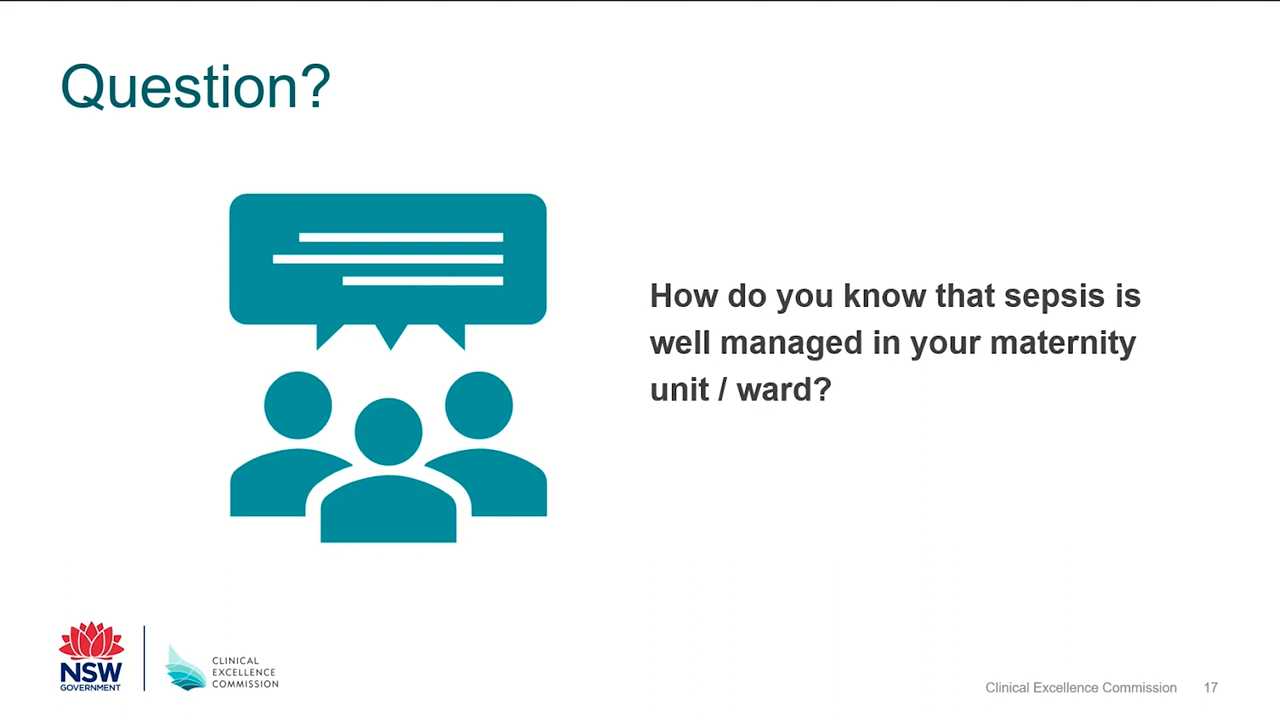 Question?
How do you know that sepsis is
well managed in your maternity
unit / ward?
NSW
GOVERNMENT
CLINICAL
EXCELLENCE
COMMISSION
Clinical Excellence Commission 17